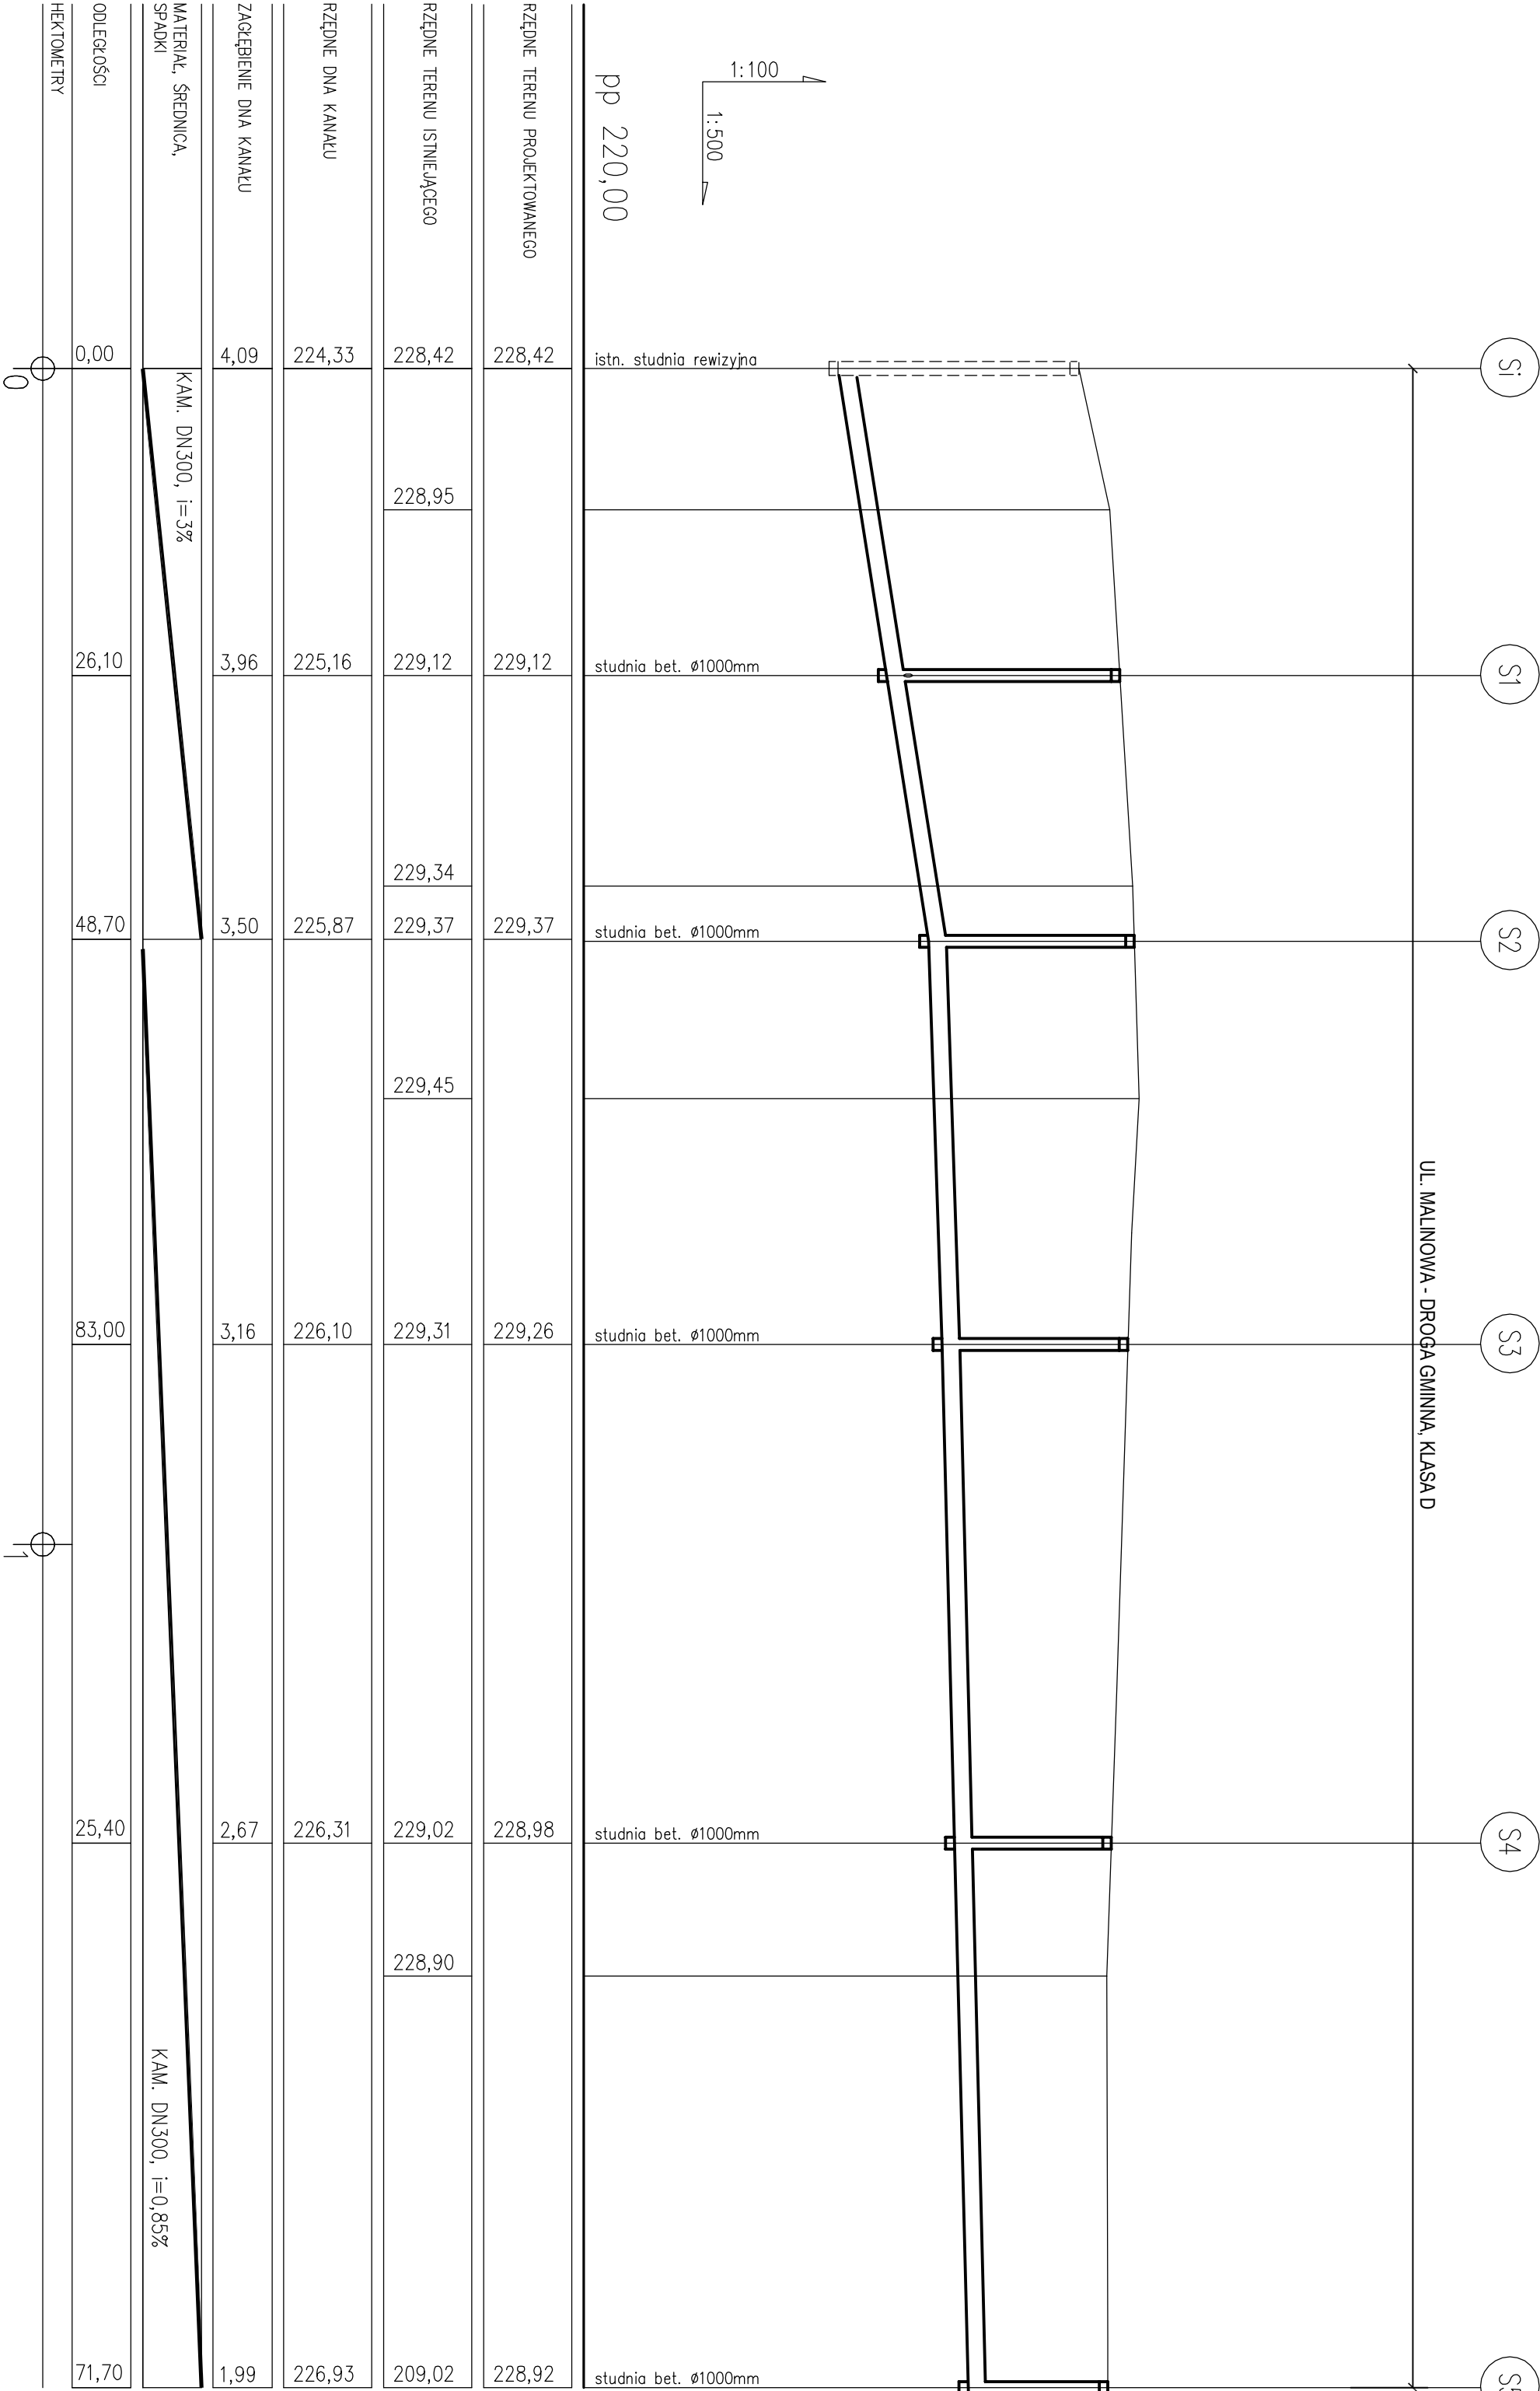 Si
S1
S2
S3
S4
UL. MALINOWA - DROGA GMINNA, KLASA D
1:100
1:500
pp 220,00
istn. studnia rewizyjna
studnia bet. ø1000mm
studnia bet. ø1000mm
studnia bet. ø1000mm
studnia bet. ø1000mm
studnia bet. ø1000mm
RZĘDNE TERENU PROJEKTOWANEGO
228,42
229,12
229,37
229,26
228,98
228,92
RZĘDNE TERENU ISTNIEJĄCEGO
228,42
228,95
229,12
229,34
229,37
229,45
229,31
229,02
228,90
209,02
RZĘDNE DNA KANAŁU
224,33
225,16
225,87
226,10
226,31
226,93
ZAGŁĘBIENIE DNA KANAŁU
4,09
3,96
3,50
3,16
2,67
1,99
MATERIAŁ, ŚREDNICA,
SPADKI
KAM. DN300, i=3%
KAM. DN300, i=0,85%
ODLEGŁOŚCI
0,00
26,10
48,70
83,00
25,40
71,70
HEKTOMETRY
0
1